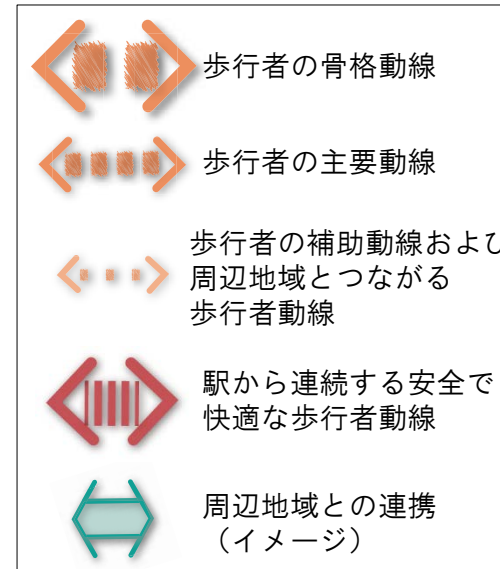 歩行者の骨格動線
歩行者の主要動線
歩行者の補助動線および
周辺地域とつながる
歩行者動線
駅から連続する安全で
快適な歩行者動線
周辺地域との連携
（イメージ）